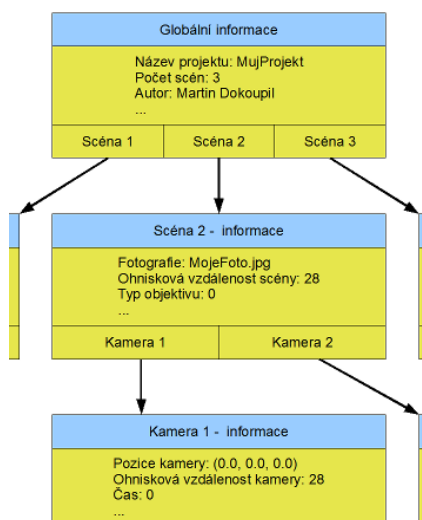 Globální informace
Název projektu: MujProjekt
Počet scén: 3
Autor: Martin Dokoupil
...
Scéna 1
Scéna 2
Scéna 3
Scéna 2 - informace
Fotografie: MojeFoto.jpg
Ohnisková vzdálenost scény: 28
Typ objektivu: 0
...
Kamera 1
Kamera 2
Kamera 1 - informace
Pozice kamery: (0.0, 0.0, 0.0)
Ohnisková vzdálenost kamery: 28
Čas: 0
...